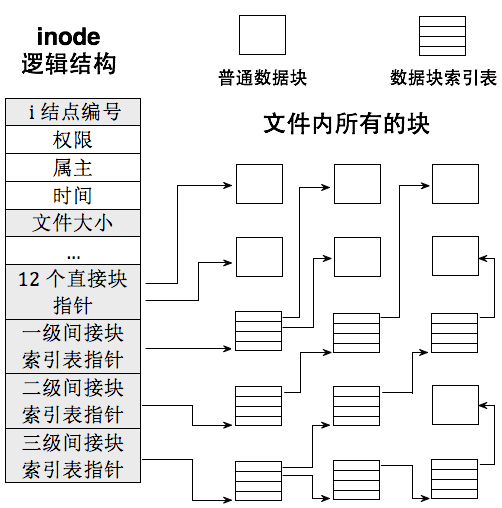 inode
逻辑结构
普通数据块
数据块索引表
文件内所有的块
i 结点编号
权限
属主
时间
文件大小
...
12 个直接块
指针
一级间接块
索引表指针
二级间接块
索引表指针
三级间接块
索引表指针